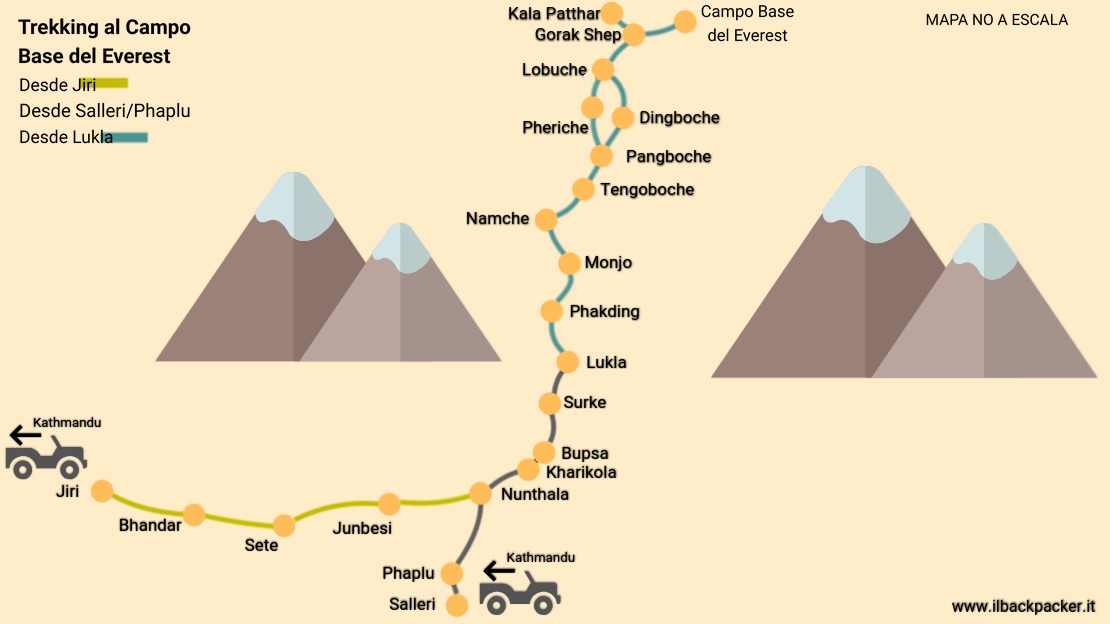 Trekking al Campo
Base del Everest
Desde Jiri
Desde Salleri/Phaplu
Desde Lukla
MAPA NO A ESCALA
Kala Patthar
Campo Base
del Everest
Gorak Shep
Lobuche
Pheriche
Dingboche
Pangboche
Tengoboche
Namche
Monjo
Phakding
Lukla
Surke
Bupsa
Kharikola
Nunthala
Kathmandu
Jiri
Bhandar
Sete
Junbesi
Phaplu
Salleri
Kathmandu
www.ilbackpacker.it